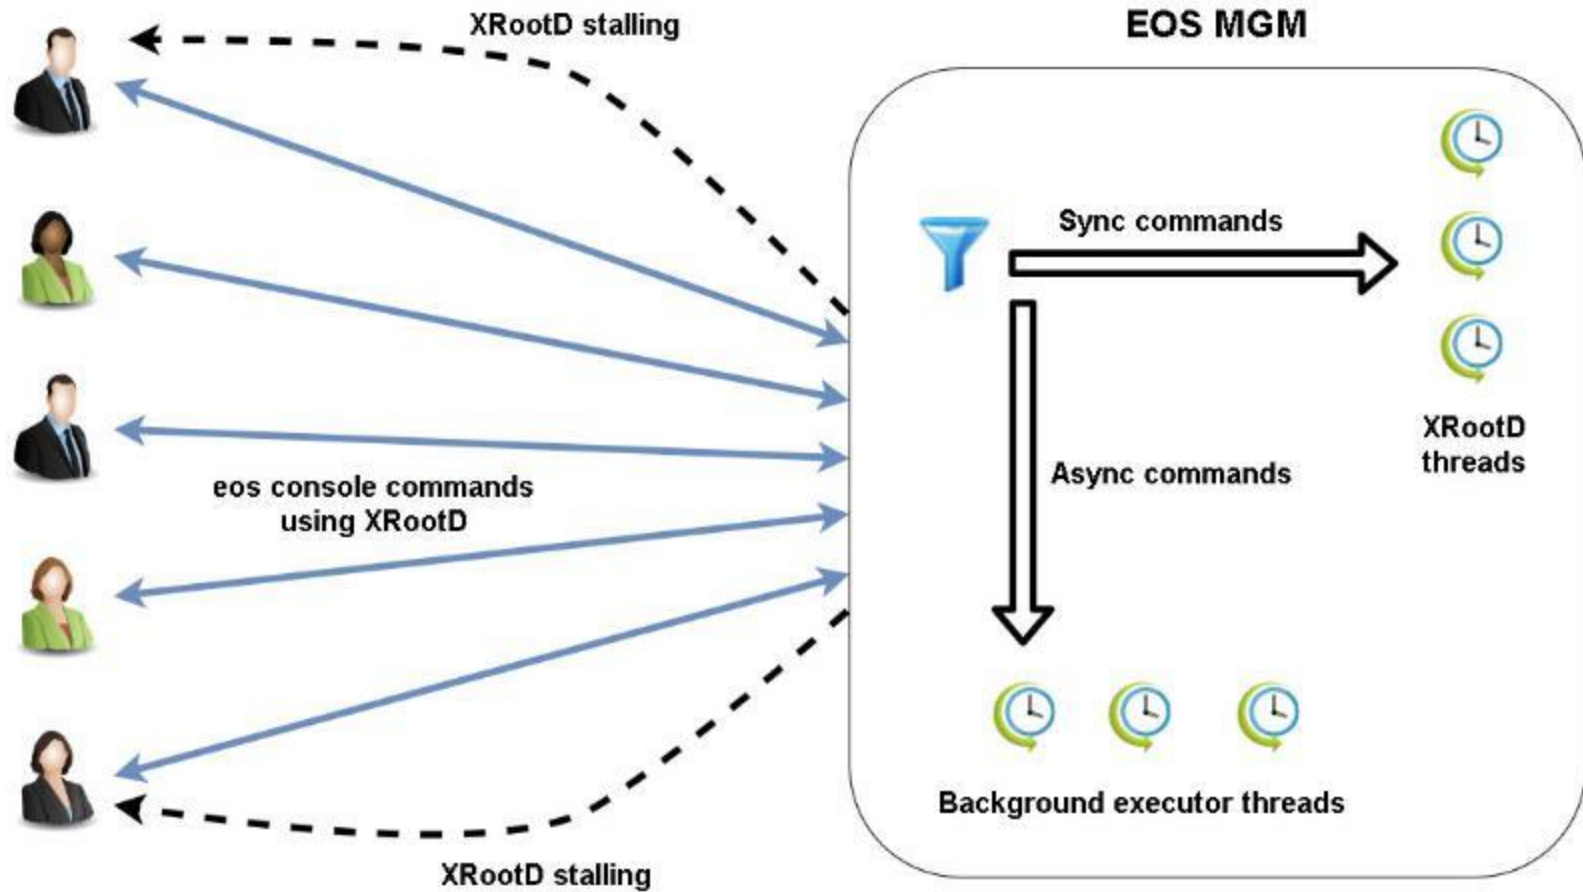 XRootD stalling
EOS MGM
Sync commands
XRootD
threads
Async commands
eos console commands
using XRootD
Background executor threads
XRootD stalling